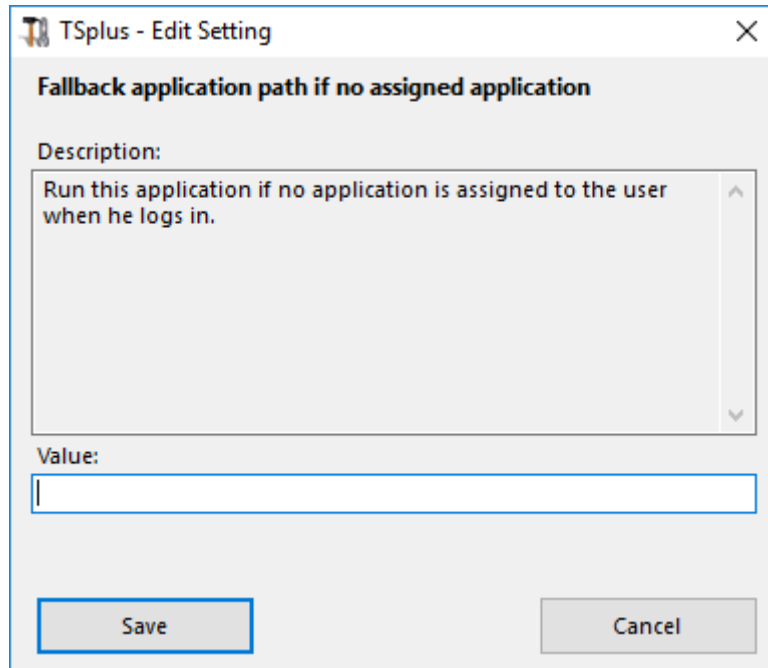 TSplus - Edit Setting
Fallback application path if no assigned application
Description:
Run this application if no application is assigned to the user
when he logs in.
Value:
Save
Cancel